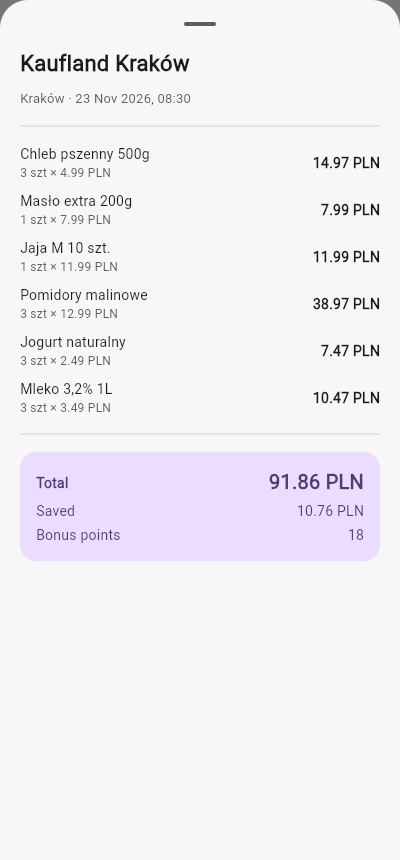 Kaufland Kraków
Kraków · 23 Nov 2026, 08:30
Chleb pszenny 500g
3 szt × 4.99 PLN
14.97 PLN
Masło extra 200g
1 szt × 7.99 PLN
7.99 PLN
Jaja M 10 szt.
1 szt × 11.99 PLN
11.99 PLN
Pomidory malinowe
3 szt × 12.99 PLN
38.97 PLN
Jogurt naturalny
3 szt × 2.49 PLN
7.47 PLN
Mleko 3,2% 1L
3 szt × 3.49 PLN
10.47 PLN
Total 91.86 PLN
Saved 10.76 PLN
Bonus points 18